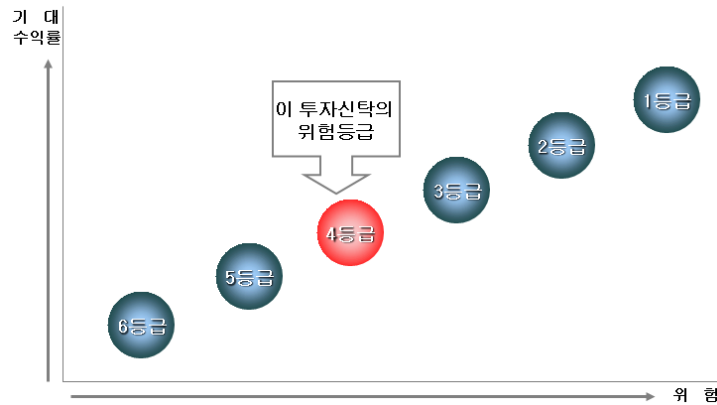 기 대
수익률
이 투자신탁의
위험등급
1등급
2등급
3등급
4등급
5등급
6등급
위 험